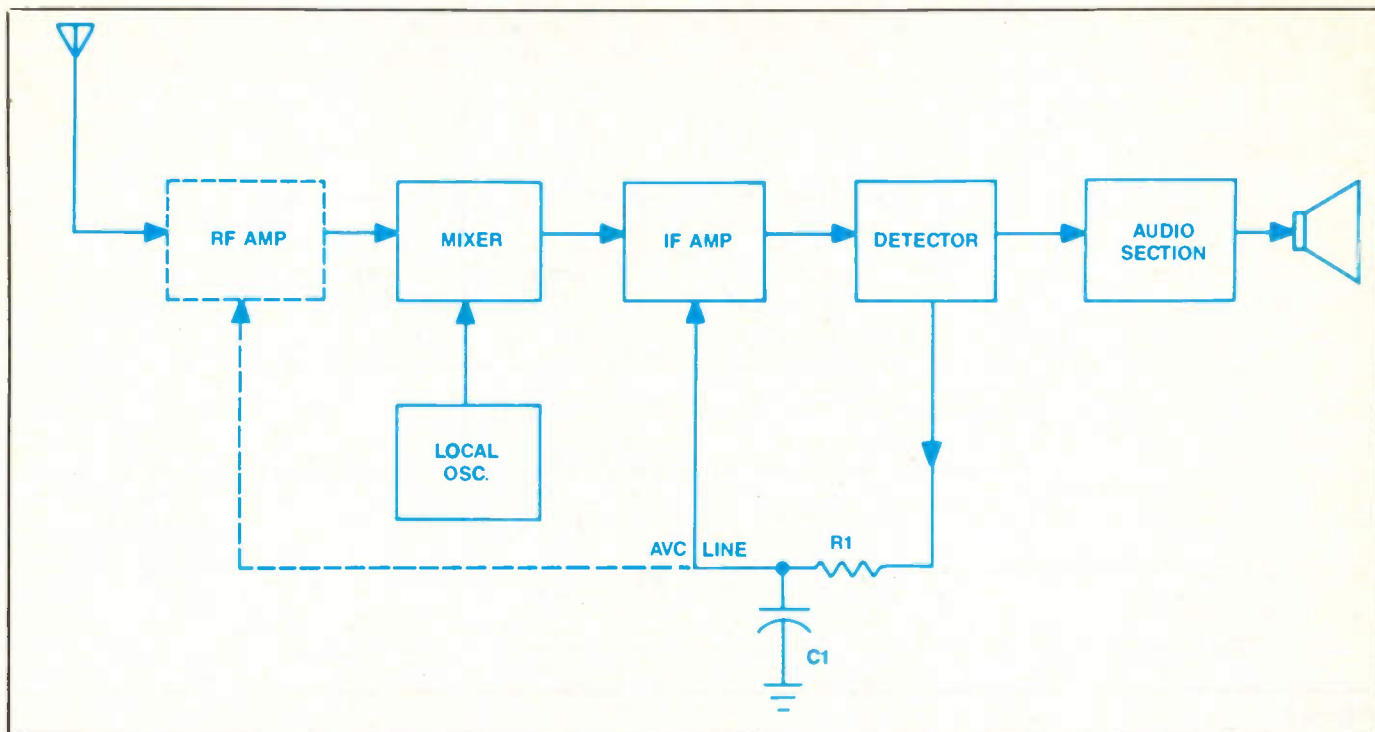 RF AMP
MIXER
IF AMP
DETECTOR
AUDIO
SECTION
LOCAL
OSC.
AVC LINE
R1
C1